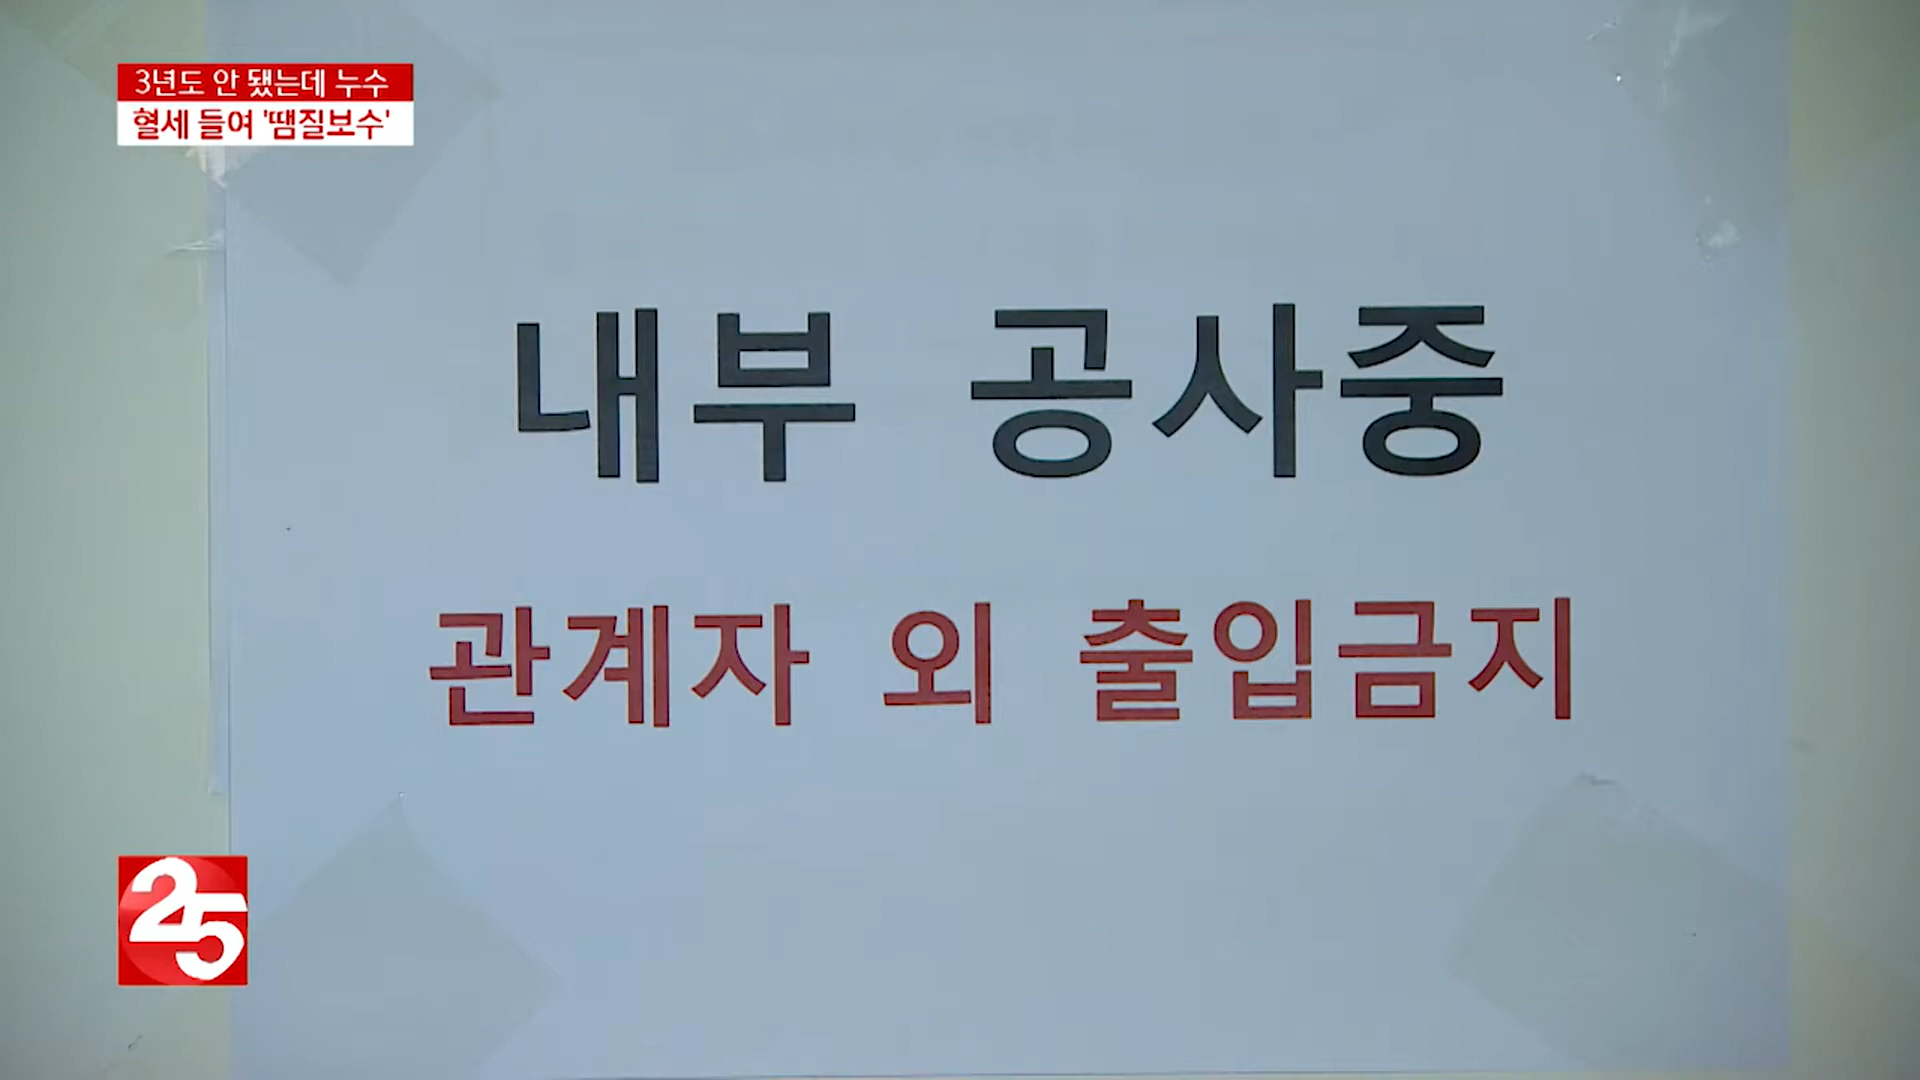 3년도 안 됐는데 누수
혈세 들여 '땜질보수'
내부 공사중
관계자 외 출입금지
25